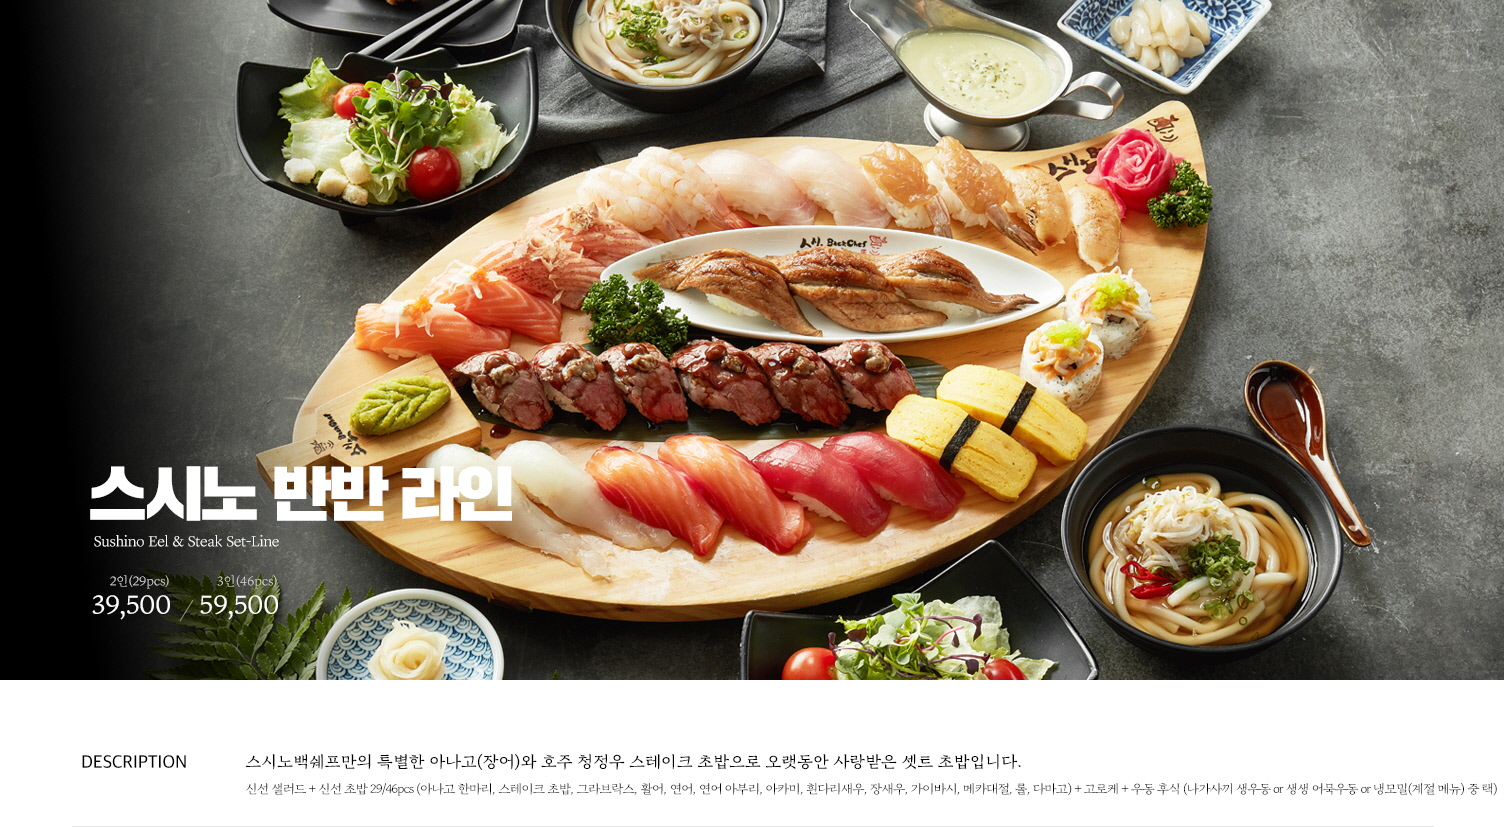 스시노 반반 라인
Sushino Eel & Steak Set-Line
2인(29pcs) 3인(46pcs)
39,500 / 59,500
스시노
스시노 BackChef
DESCRIPTION 스시노백쉐프만의 특별한 아나고(장어)와 호주 청정우 스테이크 초밥으로 오랫동안 사랑받은 셋트 초밥입니다.
신선 샐러드 + 신선 초밥 29/46pcs (아나고 한마리, 스테이크 초밥, 그라브락스, 활어, 연어, 연어 아부리, 아카미, 흰다리새우, 장새우, 가이바시, 메카대절, 롤, 다마고) + 고로케 + 우동 후식 (나가사끼 생우동 or 생생 어묵우동 or 냉모밀(계절 메뉴) 중 택)